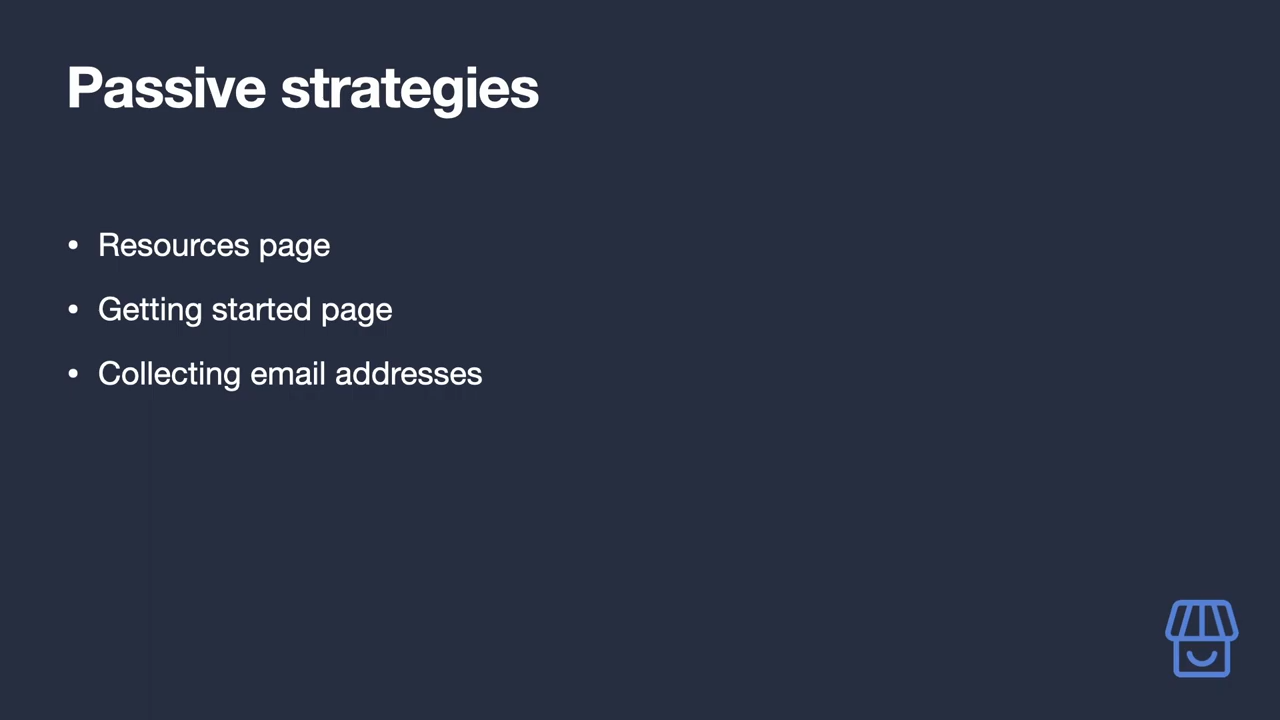 Passive strategies
• Resources page
• Getting started page
• Collecting email addresses